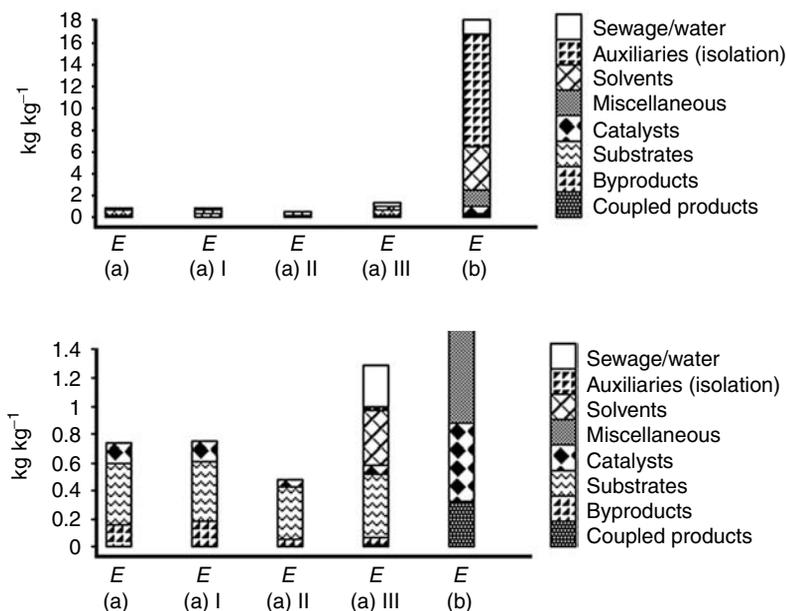 18
16
14
12
10
8
6
4
2
0
kg kg⁻¹
E E E E E
(a) (a) I (a) II (a) III (b)
Sewage/water
Auxiliaries (isolation)
Solvents
Miscellaneous
Catalysts
Substrates
Byproducts
Coupled products
1.4
1.2
1
0.8
0.6
0.4
0.2
0
kg kg⁻¹
E E E E E
(a) (a) I (a) II (a) III (b)
Sewage/water
Auxiliaries (isolation)
Solvents
Miscellaneous
Catalysts
Substrates
Byproducts
Coupled products